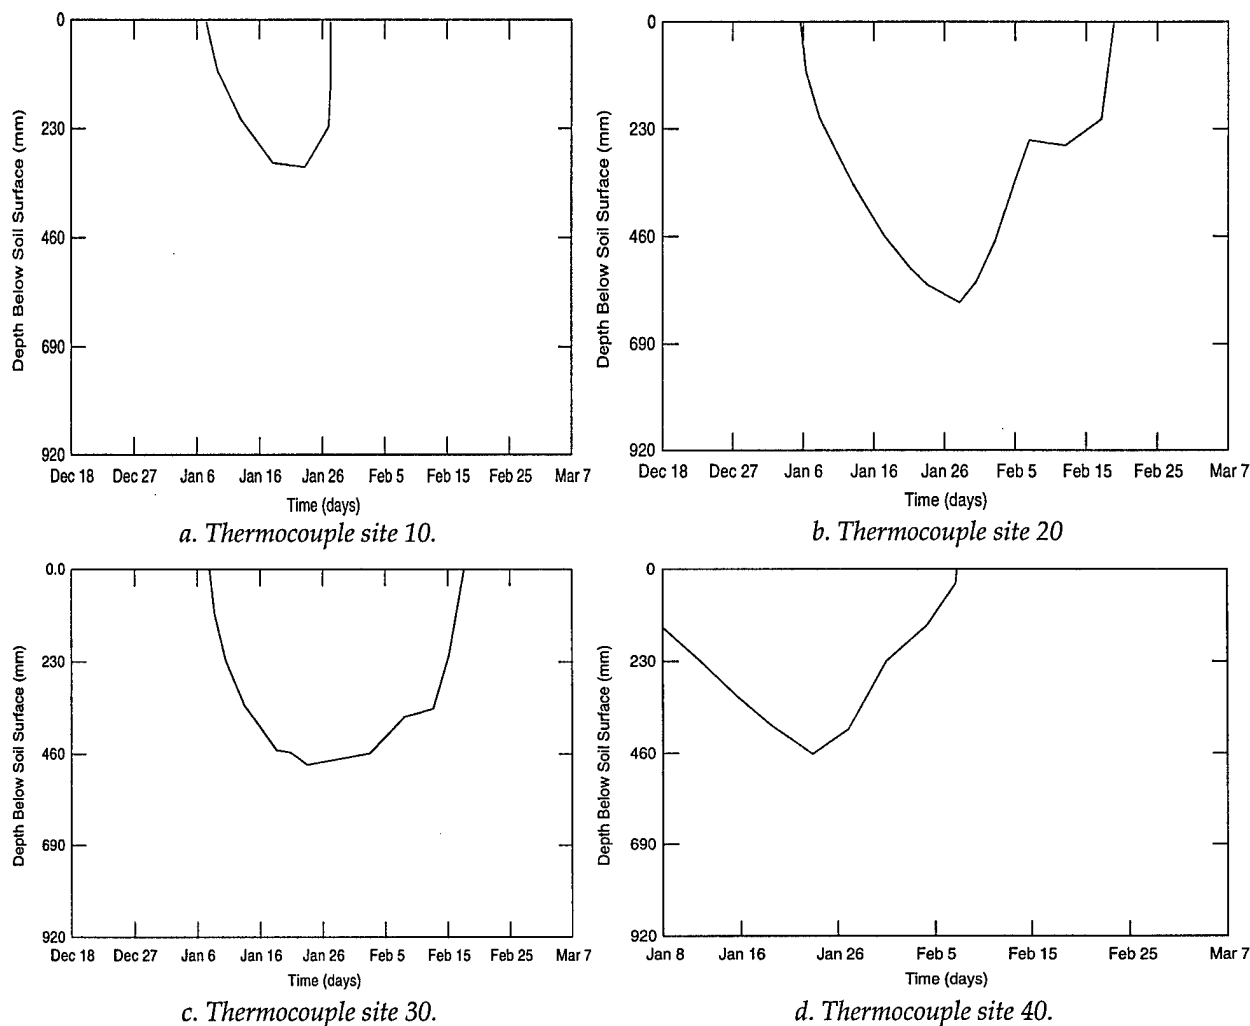 Depth Below Soil Surface (mm)
0
230
460
690
920
Dec 18 Dec 27 Jan 6 Jan 16 Jan 26 Feb 5 Feb 15 Feb 25 Mar 7
Time (days)
a. Thermocouple site 10.
Depth Below Soil Surface (mm)
0
230
460
690
920
Dec 18 Dec 27 Jan 6 Jan 16 Jan 26 Feb 5 Feb 15 Feb 25 Mar 7
Time (days)
b. Thermocouple site 20
Depth Below Soil Surface (mm)
0.0
230
460
690
920
Dec 18 Dec 27 Jan 6 Jan 16 Jan 26 Feb 5 Feb 15 Feb 25 Mar 7
Time (days)
c. Thermocouple site 30.
Depth Below Soil Surface (mm)
0
230
460
690
920
Jan 8 Jan 16 Jan 26 Feb 5 Feb 15 Feb 25 Mar 7
Time (days)
d. Thermocouple site 40.